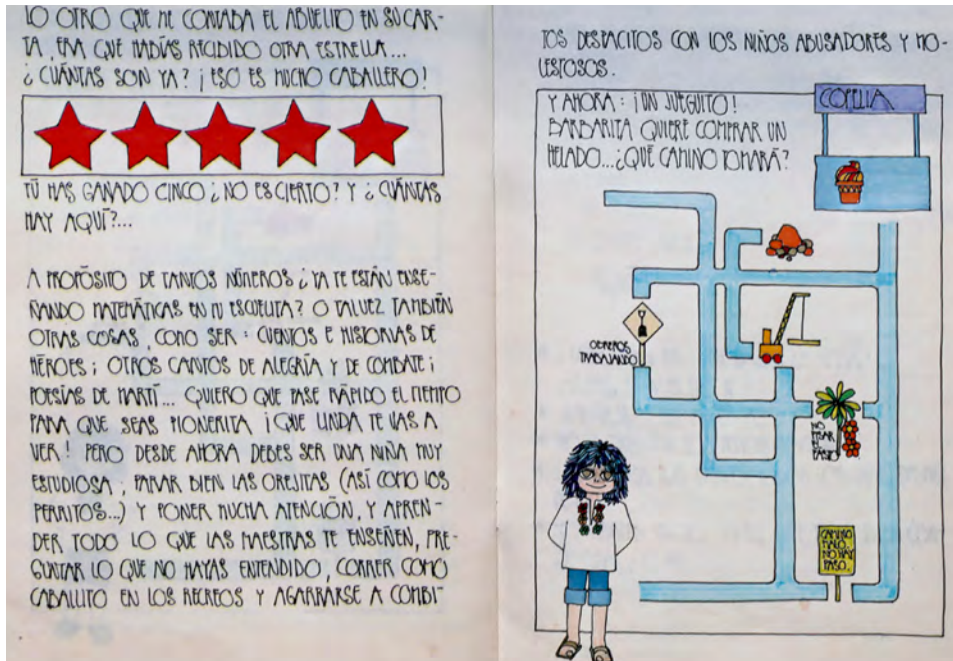 LO OTRO QUE ME CONTABA EL ABUELITO EN SU CAR-
TA, ERA QUE HABÍAS RECIBIDO OTRA ESTRELLA...
¿CUÁNTAS SON YA? ¡ESO ES MUCHO CABALLERO!
TÚ HAS GANADO CINCO ¿NO ES CIERTO? Y ¿CUÁNTAS
HAY AQUÍ?...
A PROPÓSITO DE TANTOS NÚMEROS ¿YA TE ESTÁN ENSE-
ÑANDO MATEMÁTICAS EN TU ESCUELITA? O TAL VEZ TAMBIÉN
OTRAS COSAS, COMO SER: CUENTOS E HISTORIAS DE
HÉROES; OTROS CANTOS DE ALEGRÍA Y DE COMBATE;
POESÍAS DE MARTÍ... QUIERO QUE PASE RÁPIDO EL TIEMPO
PARA QUE SEAS PIONERITA ¡QUE LINDA TE VAS A
VER! PERO DESDE AHORA DEBES SER UNA NIÑA MUY
ESTUDIOSA, PARAR BIEN LAS OREJITAS (ASÍ COMO LOS
PERRITOS...) Y PONER MUCHA ATENCIÓN, Y APREN-
DER TODO LO QUE LAS MAESTRAS TE ENSEÑEN, PRE-
GUNTAR LO QUE NO HAYAS ENTENDIDO, CORRER COMO
CABALLITO EN LOS RECREOS Y AGARRARSE A COMBI-
TOS DESPACITOS CON LOS NIÑOS ABUSADORES Y MO-
LESTOSOS.
Y AHORA: ¡UN JUEGUITO!
BARBARITA QUIERE COMPRAR UN
HELADO... ¿QUÉ CAMINO TOMARÁ?
COPELIA
OBREROS
TRABAJANDO
NO
PISAR
EL
PASTO
CAMINO
MALO.
NO HAY
PASO.